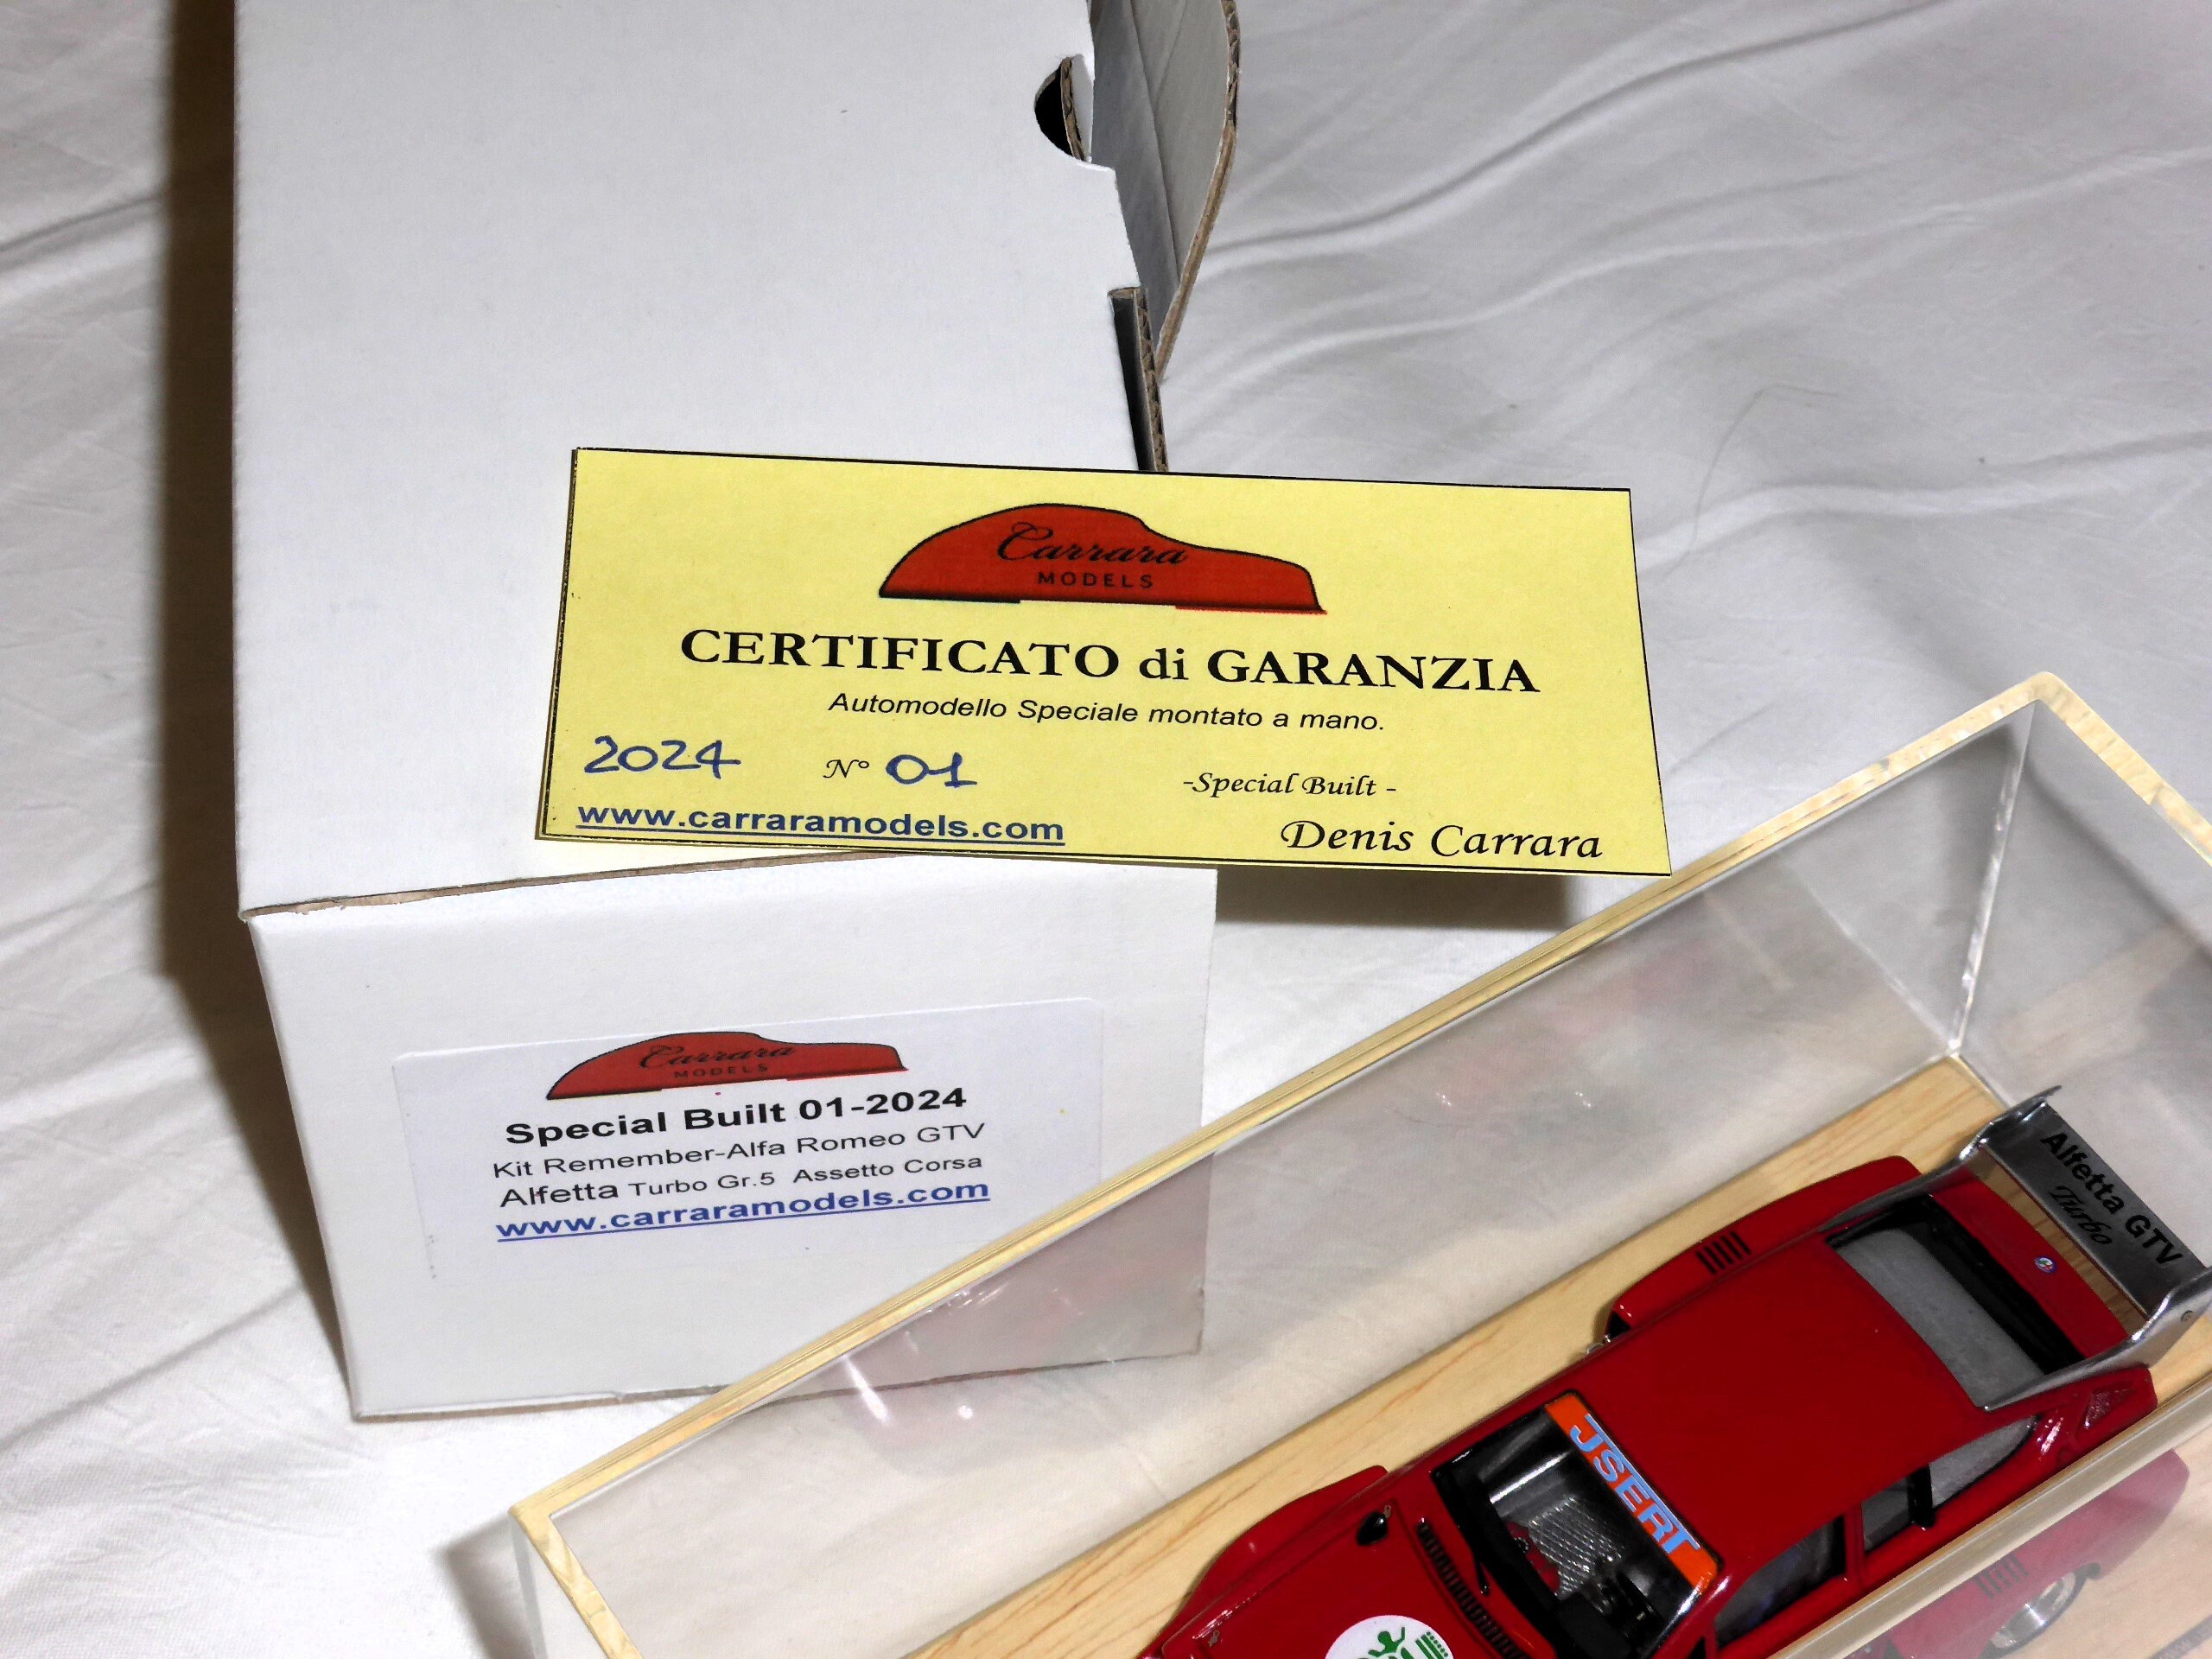 Carrara
MODELS
CERTIFICATO di GARANZIA
Automodello Speciale montato a mano.
2024 N° 01
-Special Built -
www.carraramodels.com
Denis Carrara
Carrara
MODELS
Special Built 01-2024
Kit Remember-Alfa Romeo GTV
Alfetta Turbo Gr.5 Assetto Corsa
www.carraramodels.com
Alfetta GTV
Turbo
JSERT